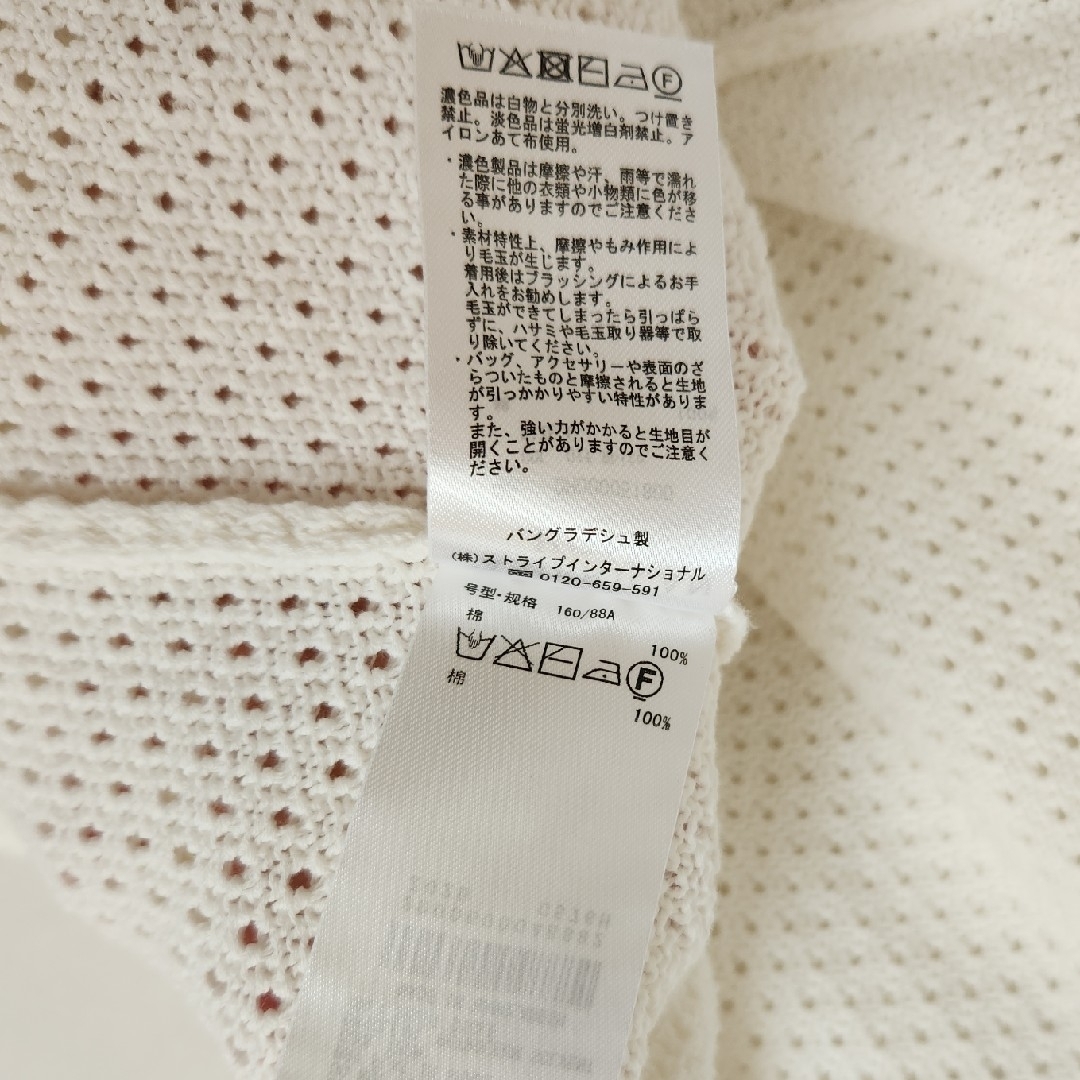 濃色品は白物と分別洗い。つけ置き
禁止。淡色品は蛍光増白剤禁止。ア
イロンあて布使用。
・濃色製品は摩擦や汗、雨等で濡れ
た際に他の衣類や小物類に色が移
る事がありますのでご注意くださ
い。
・素材特性上、摩擦やもみ作用によ
り毛玉が生じます。
着用後はブラッシングによるお手
入れをお勧めします。
毛玉ができてしまったら引っぱら
ずに、ハサミや毛玉取り器等で取
り除いてください。
・バッグ、アクセサリーや表面のざ
らついたものと摩擦されると生地
が引っかかりやすい特性がありま
す。
また、強い力がかかると生地目が
開くことがありますのでご注意く
ださい。
バングラデシュ製
(株)ストライプインターナショナル
0120-659-591
号型・规格 160/88A
棉 100%
F
棉 100%